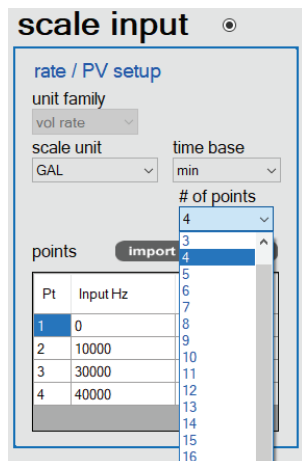 scale input
rate / PV setup
unit family
vol rate
scale unit time base
GAL min
# of points
4
points import
3
4
5
6
7
8
9
10
11
12
13
14
15
16
Pt Input Hz
1 0
2 10000
3 30000
4 40000